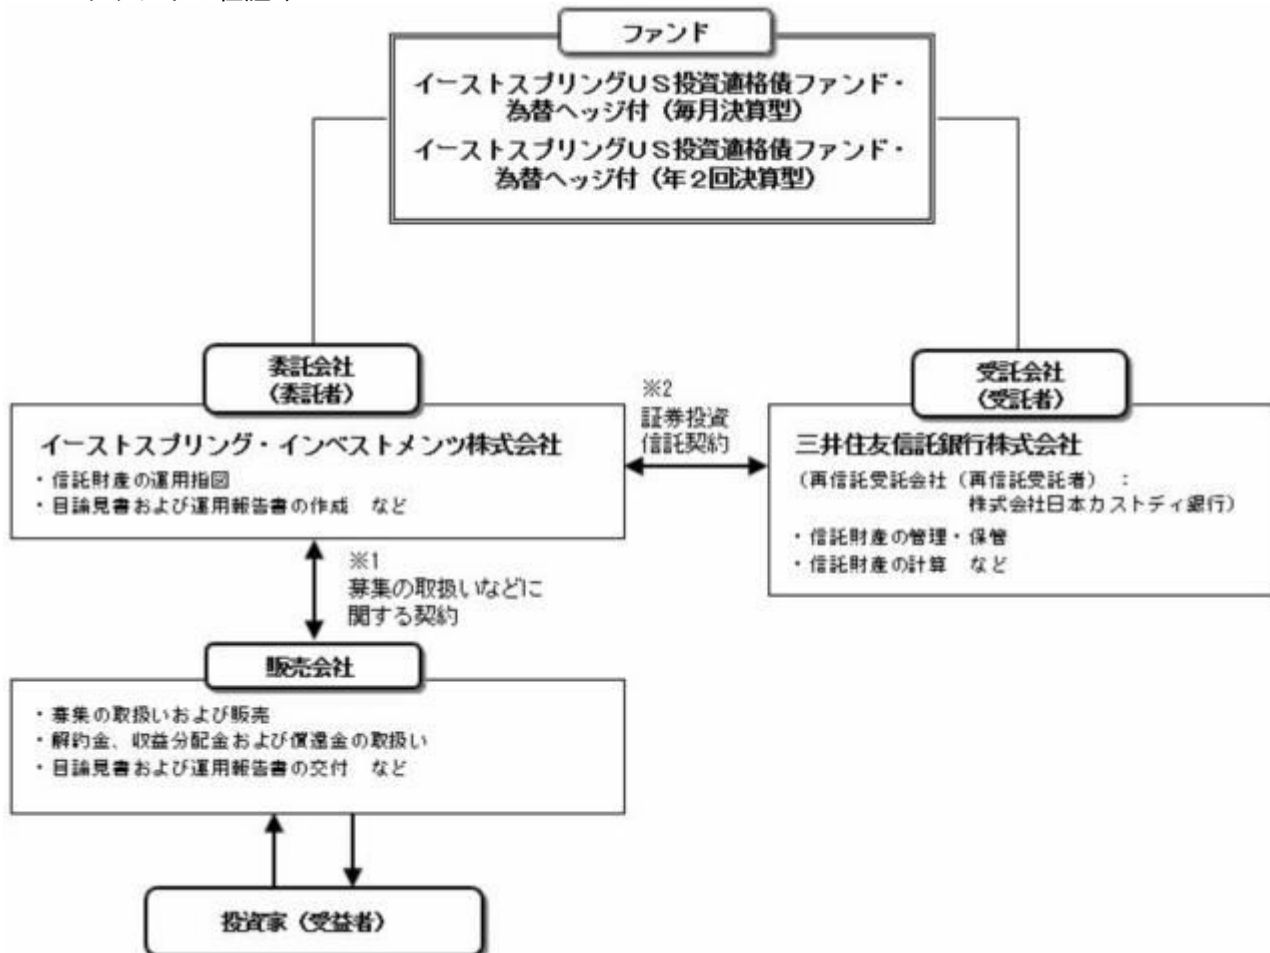 ファンド
イーストスプリングUS投資適格債ファンド・
為替ヘッジ付（毎月決算型）
イーストスプリングUS投資適格債ファンド・
為替ヘッジ付（年２回決算型）
委託会社
（委託者）
イーストスプリング・インベストメンツ株式会社
・信託財産の運用指図
・目論見書および運用報告書の作成　など
※2
証券投資
信託契約
受託会社
（受託者）
三井住友信託銀行株式会社
（再信託受託会社（再信託受託者）：
株式会社日本カストディ銀行）
・信託財産の管理・保管
・信託財産の計算　など
※1
募集の取扱いなどに
関する契約
販売会社
・募集の取扱いおよび販売
・解約金、収益分配金および償還金の取扱い
・目論見書および運用報告書の交付　など
投資家（受益者）